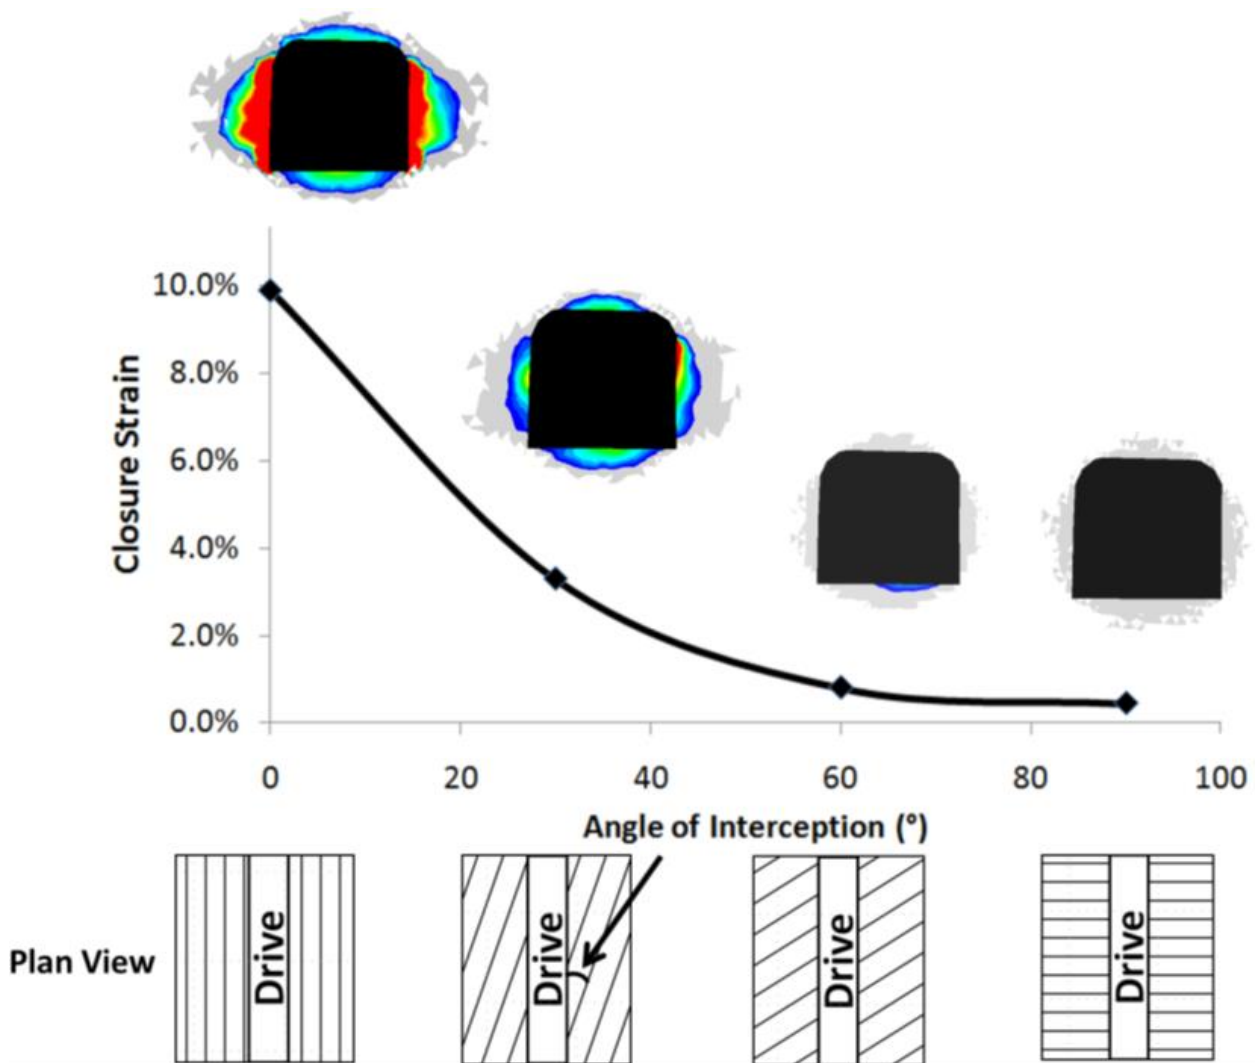 10.0%
8.0%
6.0%
4.0%
2.0%
0.0%
Closure Strain
0 20 40 60 80 100
Angle of Interception (°)
Plan View
Drive
Drive
Drive
Drive